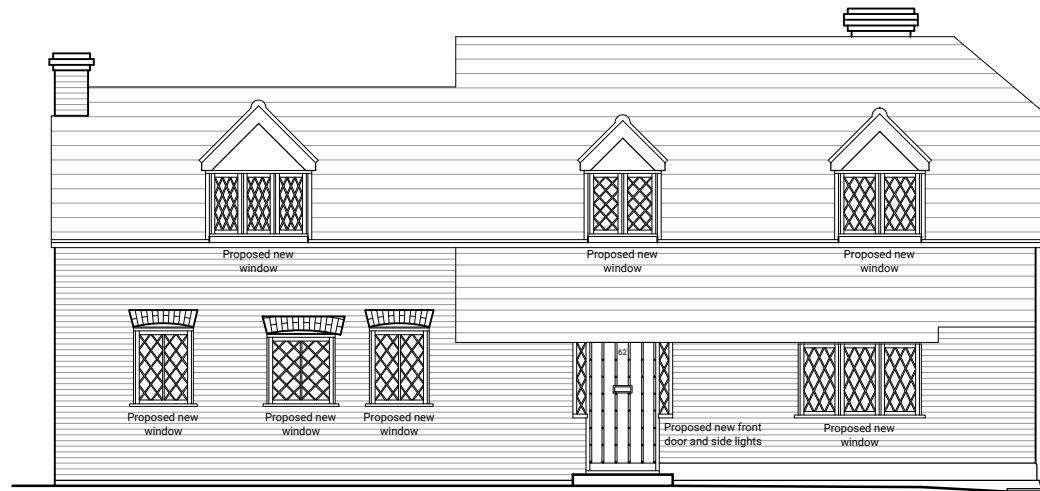 Proposed new
window
Proposed new
window
Proposed new
window
62
Proposed new
window
Proposed new
window
Proposed new
window
Proposed new front
door and side lights
Proposed new
window